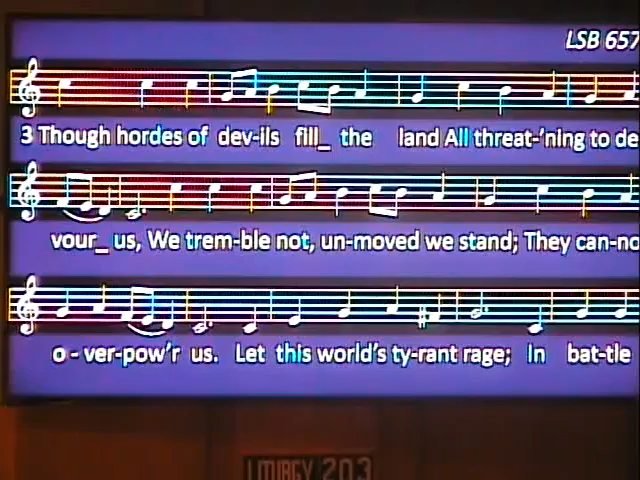 LSB 657
3 Though hordes of dev-ils fill_ the land All threat-'ning to de
vour_ us, We trem-ble not, un-moved we stand; They can-no
o - ver-pow'r us. Let this world's ty-rant rage; In bat-tle
LITURGY 203